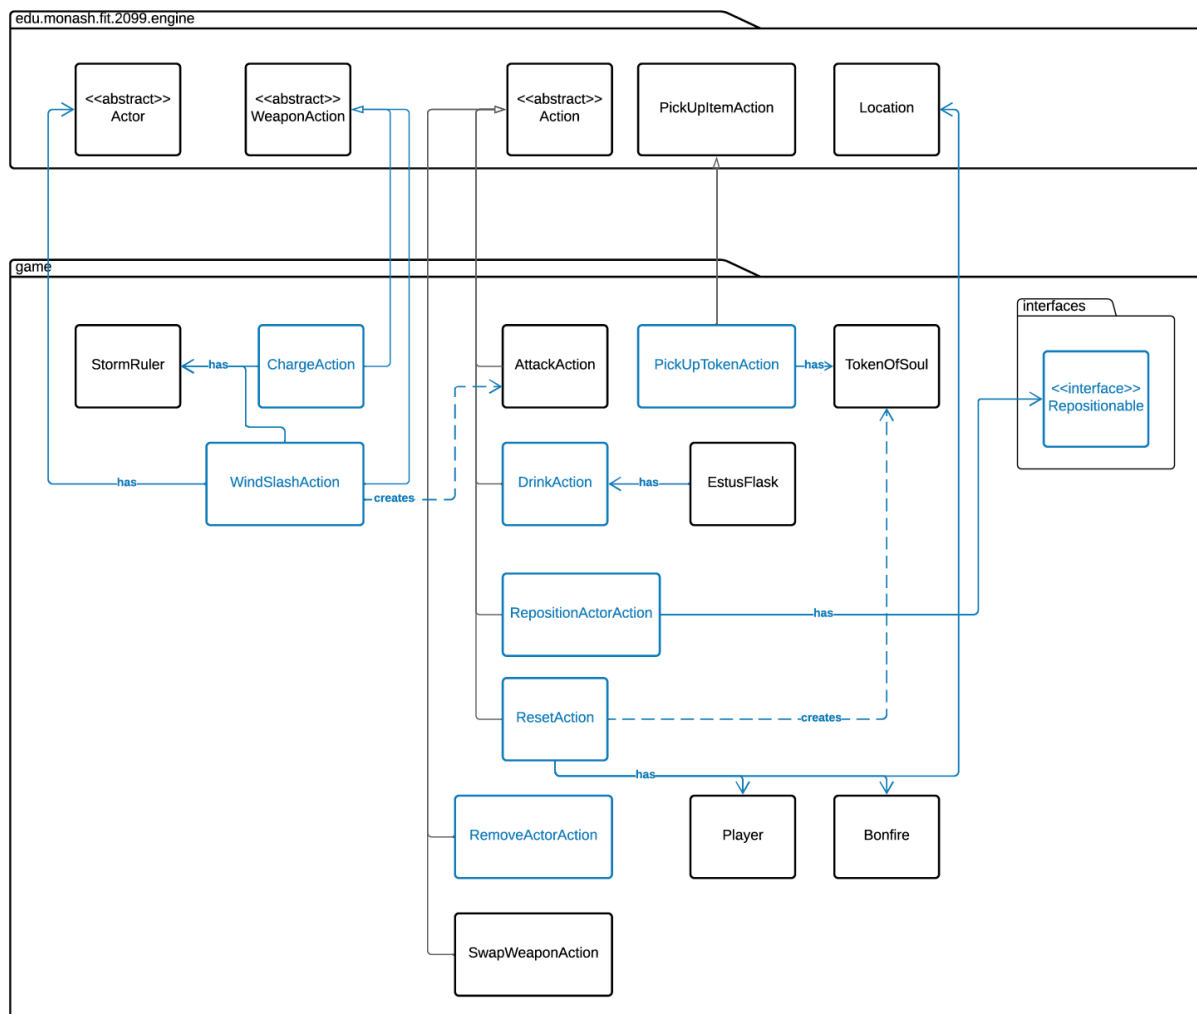 edu.monash.fit.2099.engine
<<abstract>>
Actor
<<abstract>>
WeaponAction
<<abstract>>
Action
PickUpItemAction
Location
game
interfaces
StormRuler
has
ChargeAction
AttackAction
PickUpTokenAction
has
TokenOfSoul
<<interface>>
Repositionable
has
WindSlashAction
creates
DrinkAction
has
EstusFlask
RepositionActorAction
has
ResetAction
creates
has
RemoveActorAction
Player
Bonfire
SwapWeaponAction